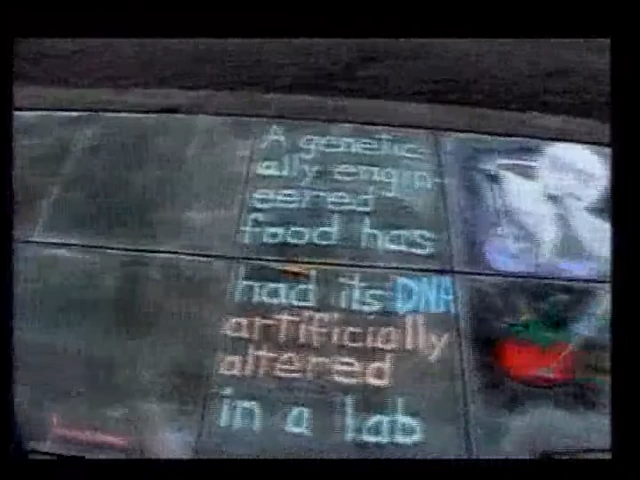 A genetic-
ally engin-
eered
food has
had its DNA
artificially
altered
in a lab